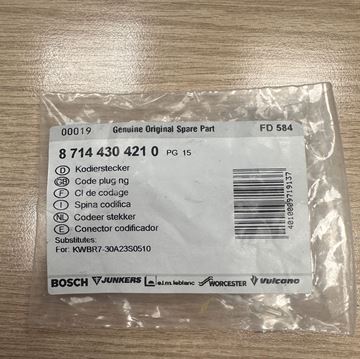 00019 Genuine Original Spare Part FD 584
8 714 430 421 0 PG 15
D Kodierstecker
GB Code plug ng
F Cl de codage
I Spina codifica
NL Codeer stekker
E Conector codificador
Substitutes:
For: KWBR7-30A23S0510
4010009719137
BOSCH JUNKERS e.l.m. leblanc WORCESTER Vulcano